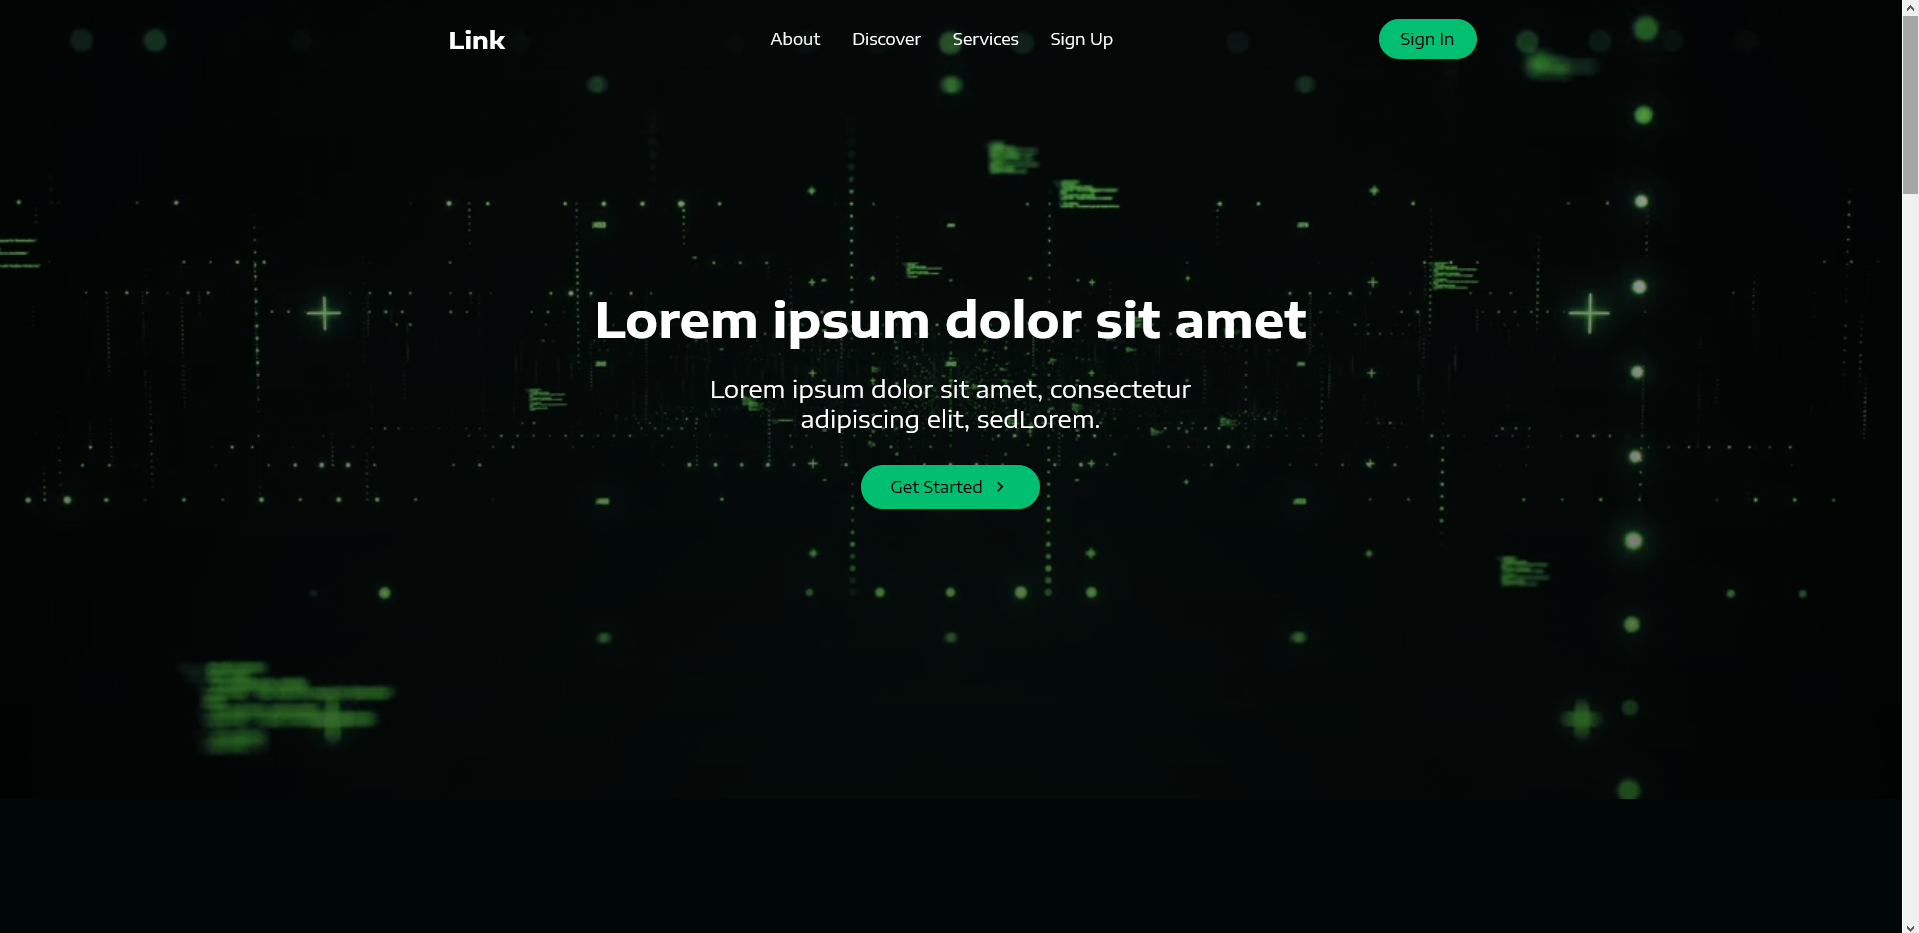 Link
About
Discover
Services
Sign Up
Sign In
Lorem ipsum dolor sit amet
Lorem ipsum dolor sit amet, consectetur
adipiscing elit, sedLorem.
Get Started